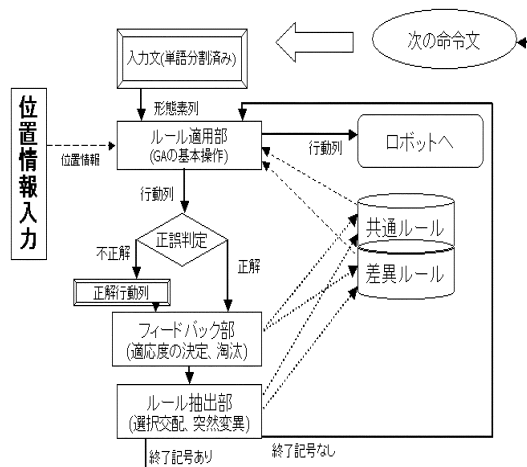 次の命令文
入力文(単語分割済み)
形態素列
位置情報入力
位置情報
ルール適用部
(GAの基本操作)
行動列
ロボットへ
行動列
共通ルール
差異ルール
正誤判定
不正解
正解
正解行動列
フィードバック部
(適応度の決定、淘汰)
ルール抽出部
(選択交配、突然変異)
終了記号あり
終了記号なし